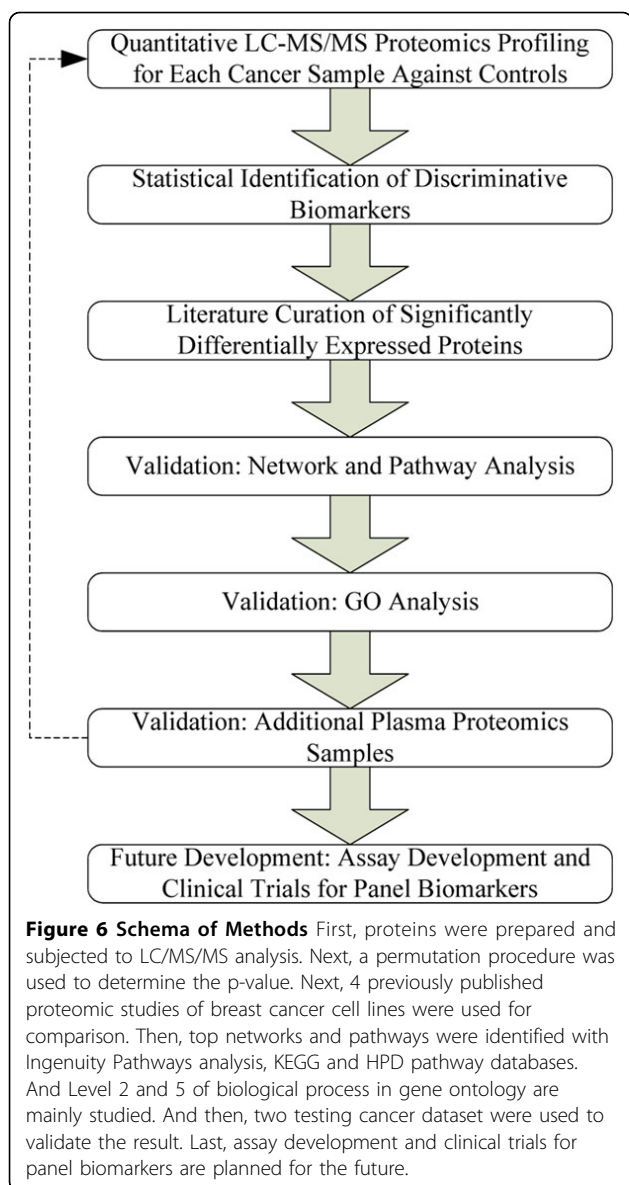 Quantitative LC-MS/MS Proteomics Profiling
for Each Cancer Sample Against Controls
Statistical Identification of Discriminative
Biomarkers
Literature Curation of Significantly
Differentially Expressed Proteins
Validation: Network and Pathway Analysis
Validation: GO Analysis
Validation: Additional Plasma Proteomics
Samples
Future Development: Assay Development and
Clinical Trials for Panel Biomarkers
Figure 6 Schema of Methods First, proteins were prepared and
subjected to LC/MS/MS analysis. Next, a permutation procedure was
used to determine the p-value. Next, 4 previously published
proteomic studies of breast cancer cell lines were used for
comparison. Then, top networks and pathways were identified with
Ingenuity Pathways analysis, KEGG and HPD pathway databases.
And Level 2 and 5 of biological process in gene ontology are
mainly studied. And then, two testing cancer dataset were used to
validate the result. Last, assay development and clinical trials for
panel biomarkers are planned for the future.